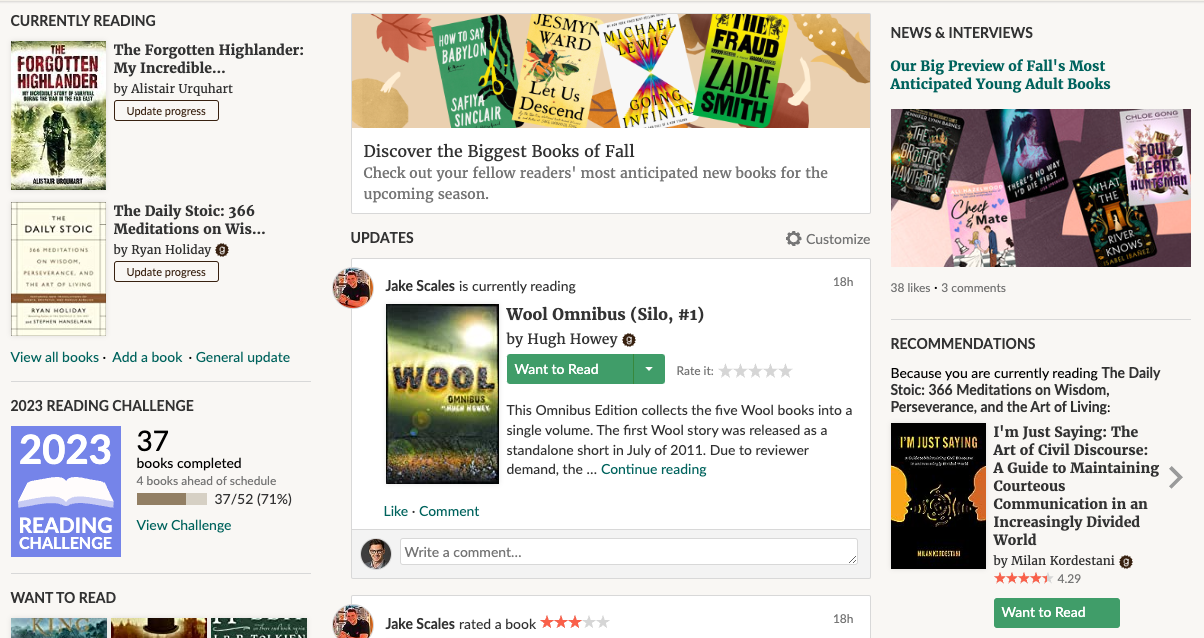 CURRENTLY READING
THE
FORGOTTEN
HIGHLANDER
MY INCREDIBLE STORY OF SURVIVAL
DURING THE WAR IN THE FAR EAST
ALISTAIR URQUHART
The Forgotten Highlander:
My Incredible...
by Alistair Urquhart
Update progress
THE
DAILY STOIC
366 MEDITATIONS
ON WISDOM,
PERSEVERANCE, AND
THE ART OF LIVING
RYAN HOLIDAY
and STEPHEN HANSELMAN
The Daily Stoic: 366
Meditations on Wis...
by Ryan Holiday
Update progress
View all books · Add a book · General update
2023 READING CHALLENGE
2023
READING
CHALLENGE
37
books completed
4 books ahead of schedule
37/52 (71%)
View Challenge
WANT TO READ
KING
J.R.R. TOLKIEN
HOW TO SAY
BABYLON
SAFIYA
SINCLAIR
JESMYN
WARD
Let Us
Descend
MICHAEL
LEWIS
GOING
INFINITE
THE
FRAUD
ZADIE
SMITH
Discover the Biggest Books of Fall
Check out your fellow readers' most anticipated new books for the
upcoming season.
UPDATES
Customize
Jake Scales is currently reading
18h
WOOL
OMNIBUS
HUGH HOWEY
Wool Omnibus (Silo, #1)
by Hugh Howey
Want to Read
Rate it:
This Omnibus Edition collects the five Wool books into a
single volume. The first Wool story was released as a
standalone short in July of 2011. Due to reviewer
demand, the ... Continue reading
Like · Comment
Write a comment...
Jake Scales rated a book
18h
NEWS & INTERVIEWS
Our Big Preview of Fall's Most
Anticipated Young Adult Books
JENNIFER LYNN BARNES
THE
BROTHERS
HAWTHORNE
ALI HAZELWOOD
Check &
Mate
THERE'S NO WAY
I'D DIE FIRST
WHAT
THE
RIVER
KNOWS
ISABEL IBAÑEZ
CHLOE GONG
FOUL
HEART
HUNTSMAN
38 likes · 3 comments
RECOMMENDATIONS
Because you are currently reading The Daily
Stoic: 366 Meditations on Wisdom,
Perseverance, and the Art of Living:
I'M JUST SAYING
MILAN KORDESTANI
I'm Just Saying: The
Art of Civil Discourse:
A Guide to Maintaining
Courteous
Communication in an
Increasingly Divided
World
by Milan Kordestani
4.29
Want to Read